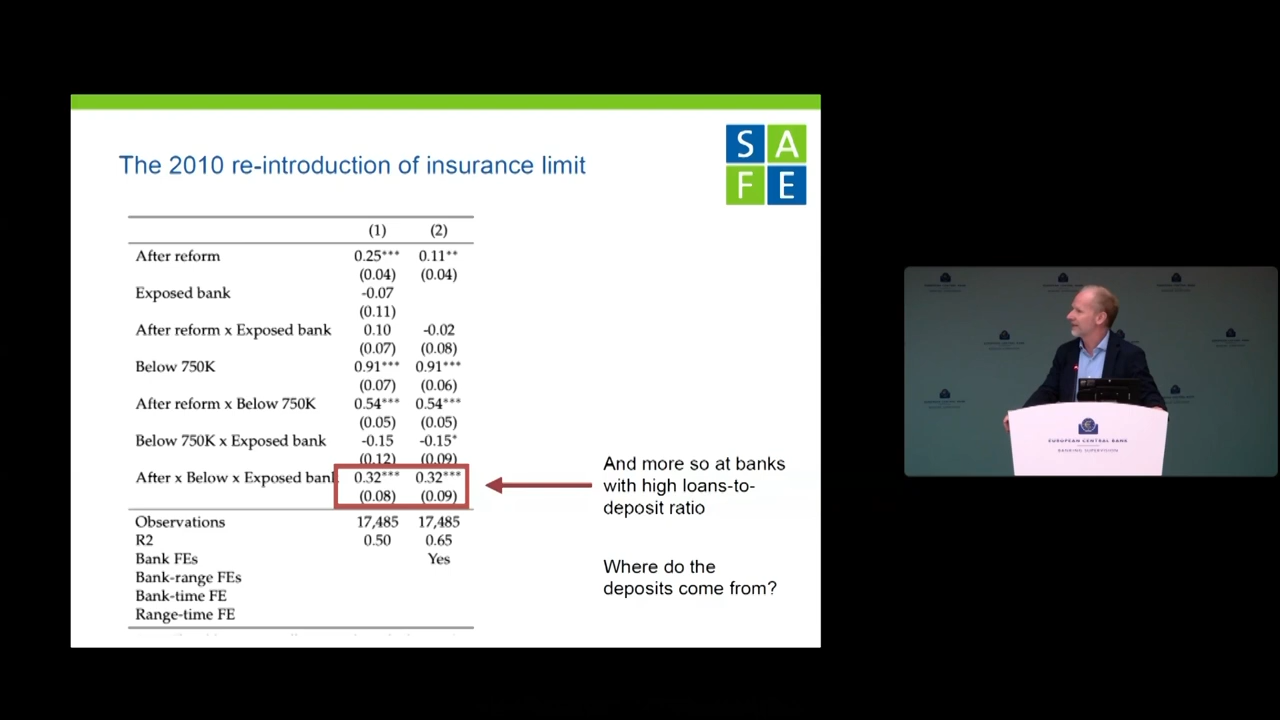 The 2010 re-introduction of insurance limit
S A
F E
(1) (2)
After reform 0.25*** 0.11**
(0.04) (0.04)
Exposed bank -0.07
(0.11)
After reform x Exposed bank 0.10 -0.02
(0.07) (0.08)
Below 750K 0.91*** 0.91***
(0.07) (0.06)
After reform x Below 750K 0.54*** 0.54***
(0.05) (0.05)
Below 750K x Exposed bank -0.15 -0.15*
(0.12) (0.09)
After x Below x Exposed bank 0.32*** 0.32***
(0.08) (0.09)
Observations 17,485 17,485
R2 0.50 0.65
Bank FEs Yes
Bank-range FEs
Bank-time FE
Range-time FE
And more so at banks
with high loans-to-
deposit ratio
Where do the
deposits come from?
EUROPEAN CENTRAL BANK
BANKING SUPERVISION